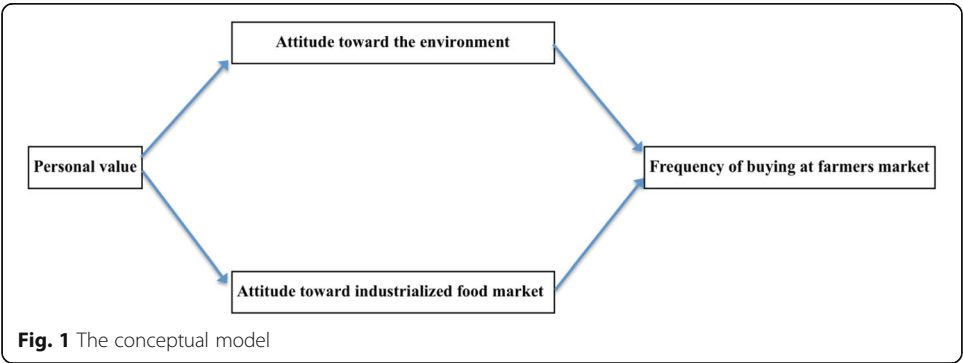 Attitude toward the environment
Personal value
Frequency of buying at farmers market
Attitude toward industrialized food market
Fig. 1 The conceptual model